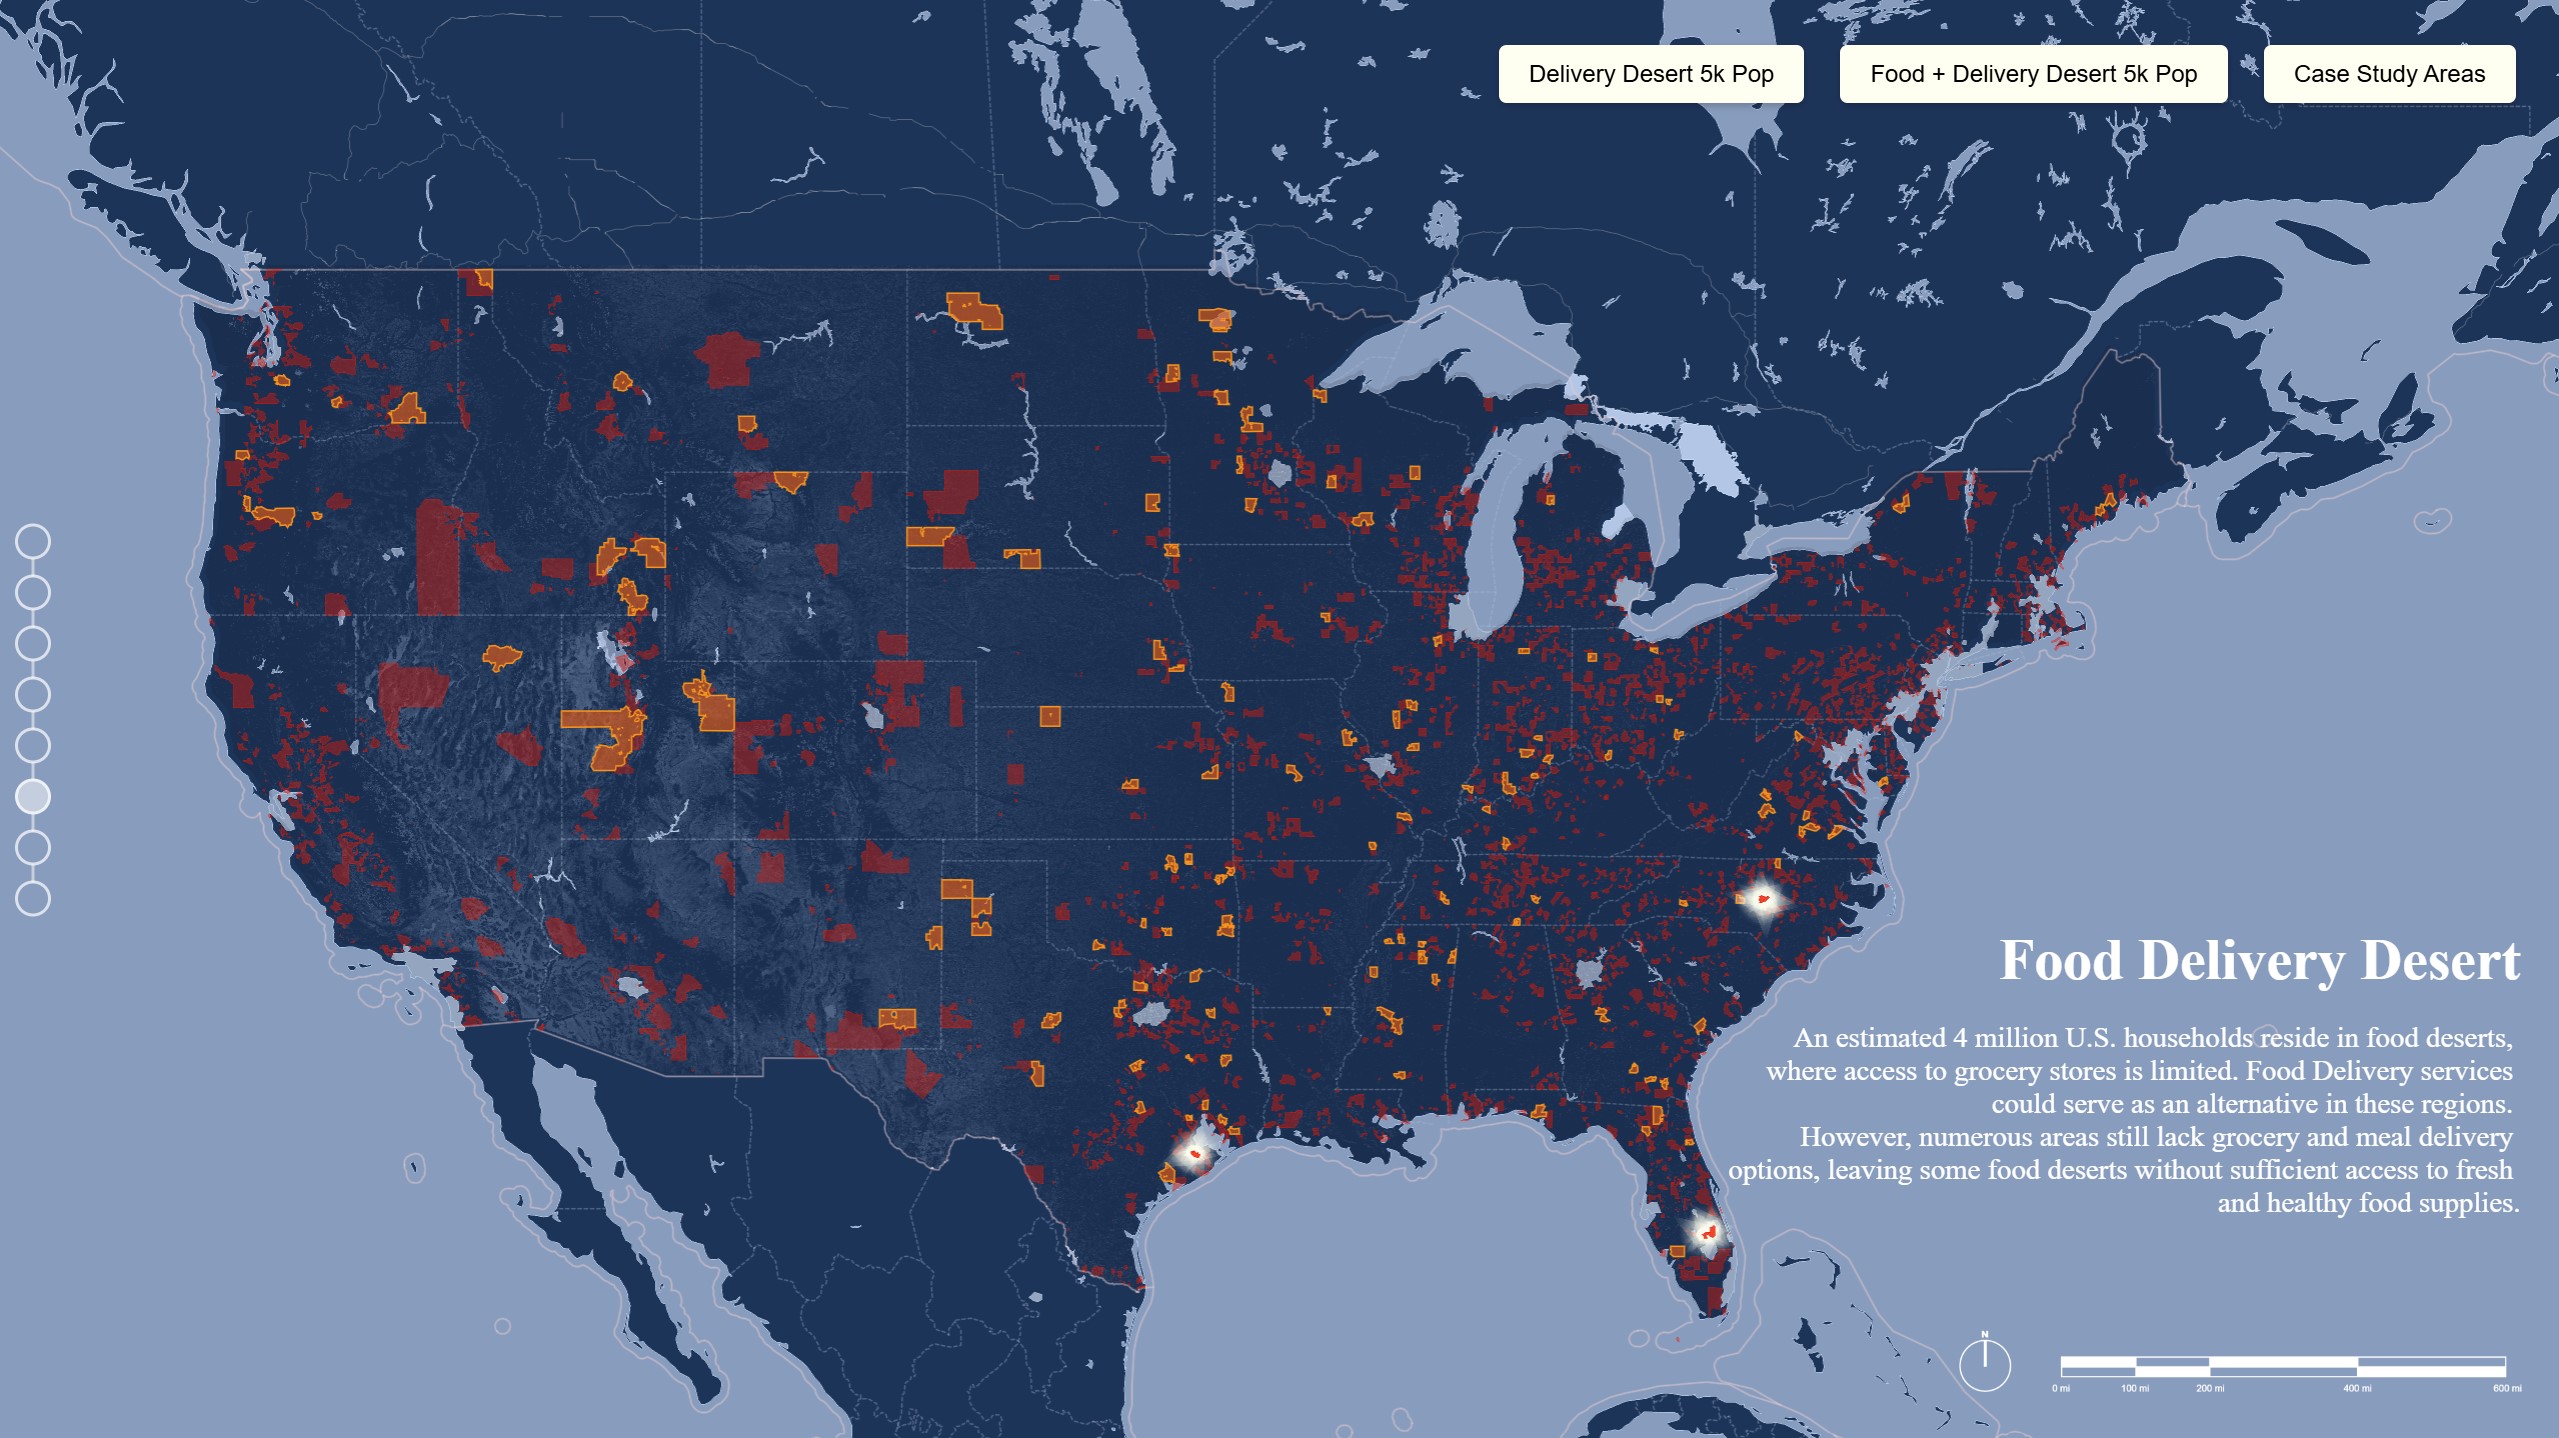 Delivery Desert 5k Pop
Food + Delivery Desert 5k Pop
Case Study Areas
Food Delivery Desert
An estimated 4 million U.S. households reside in food deserts,
where access to grocery stores is limited. Food Delivery services
could serve as an alternative in these regions.
However, numerous areas still lack grocery and meal delivery
options, leaving some food deserts without sufficient access to fresh
and healthy food supplies.
N
0 mi 100 mi 200 mi 400 mi 600 mi